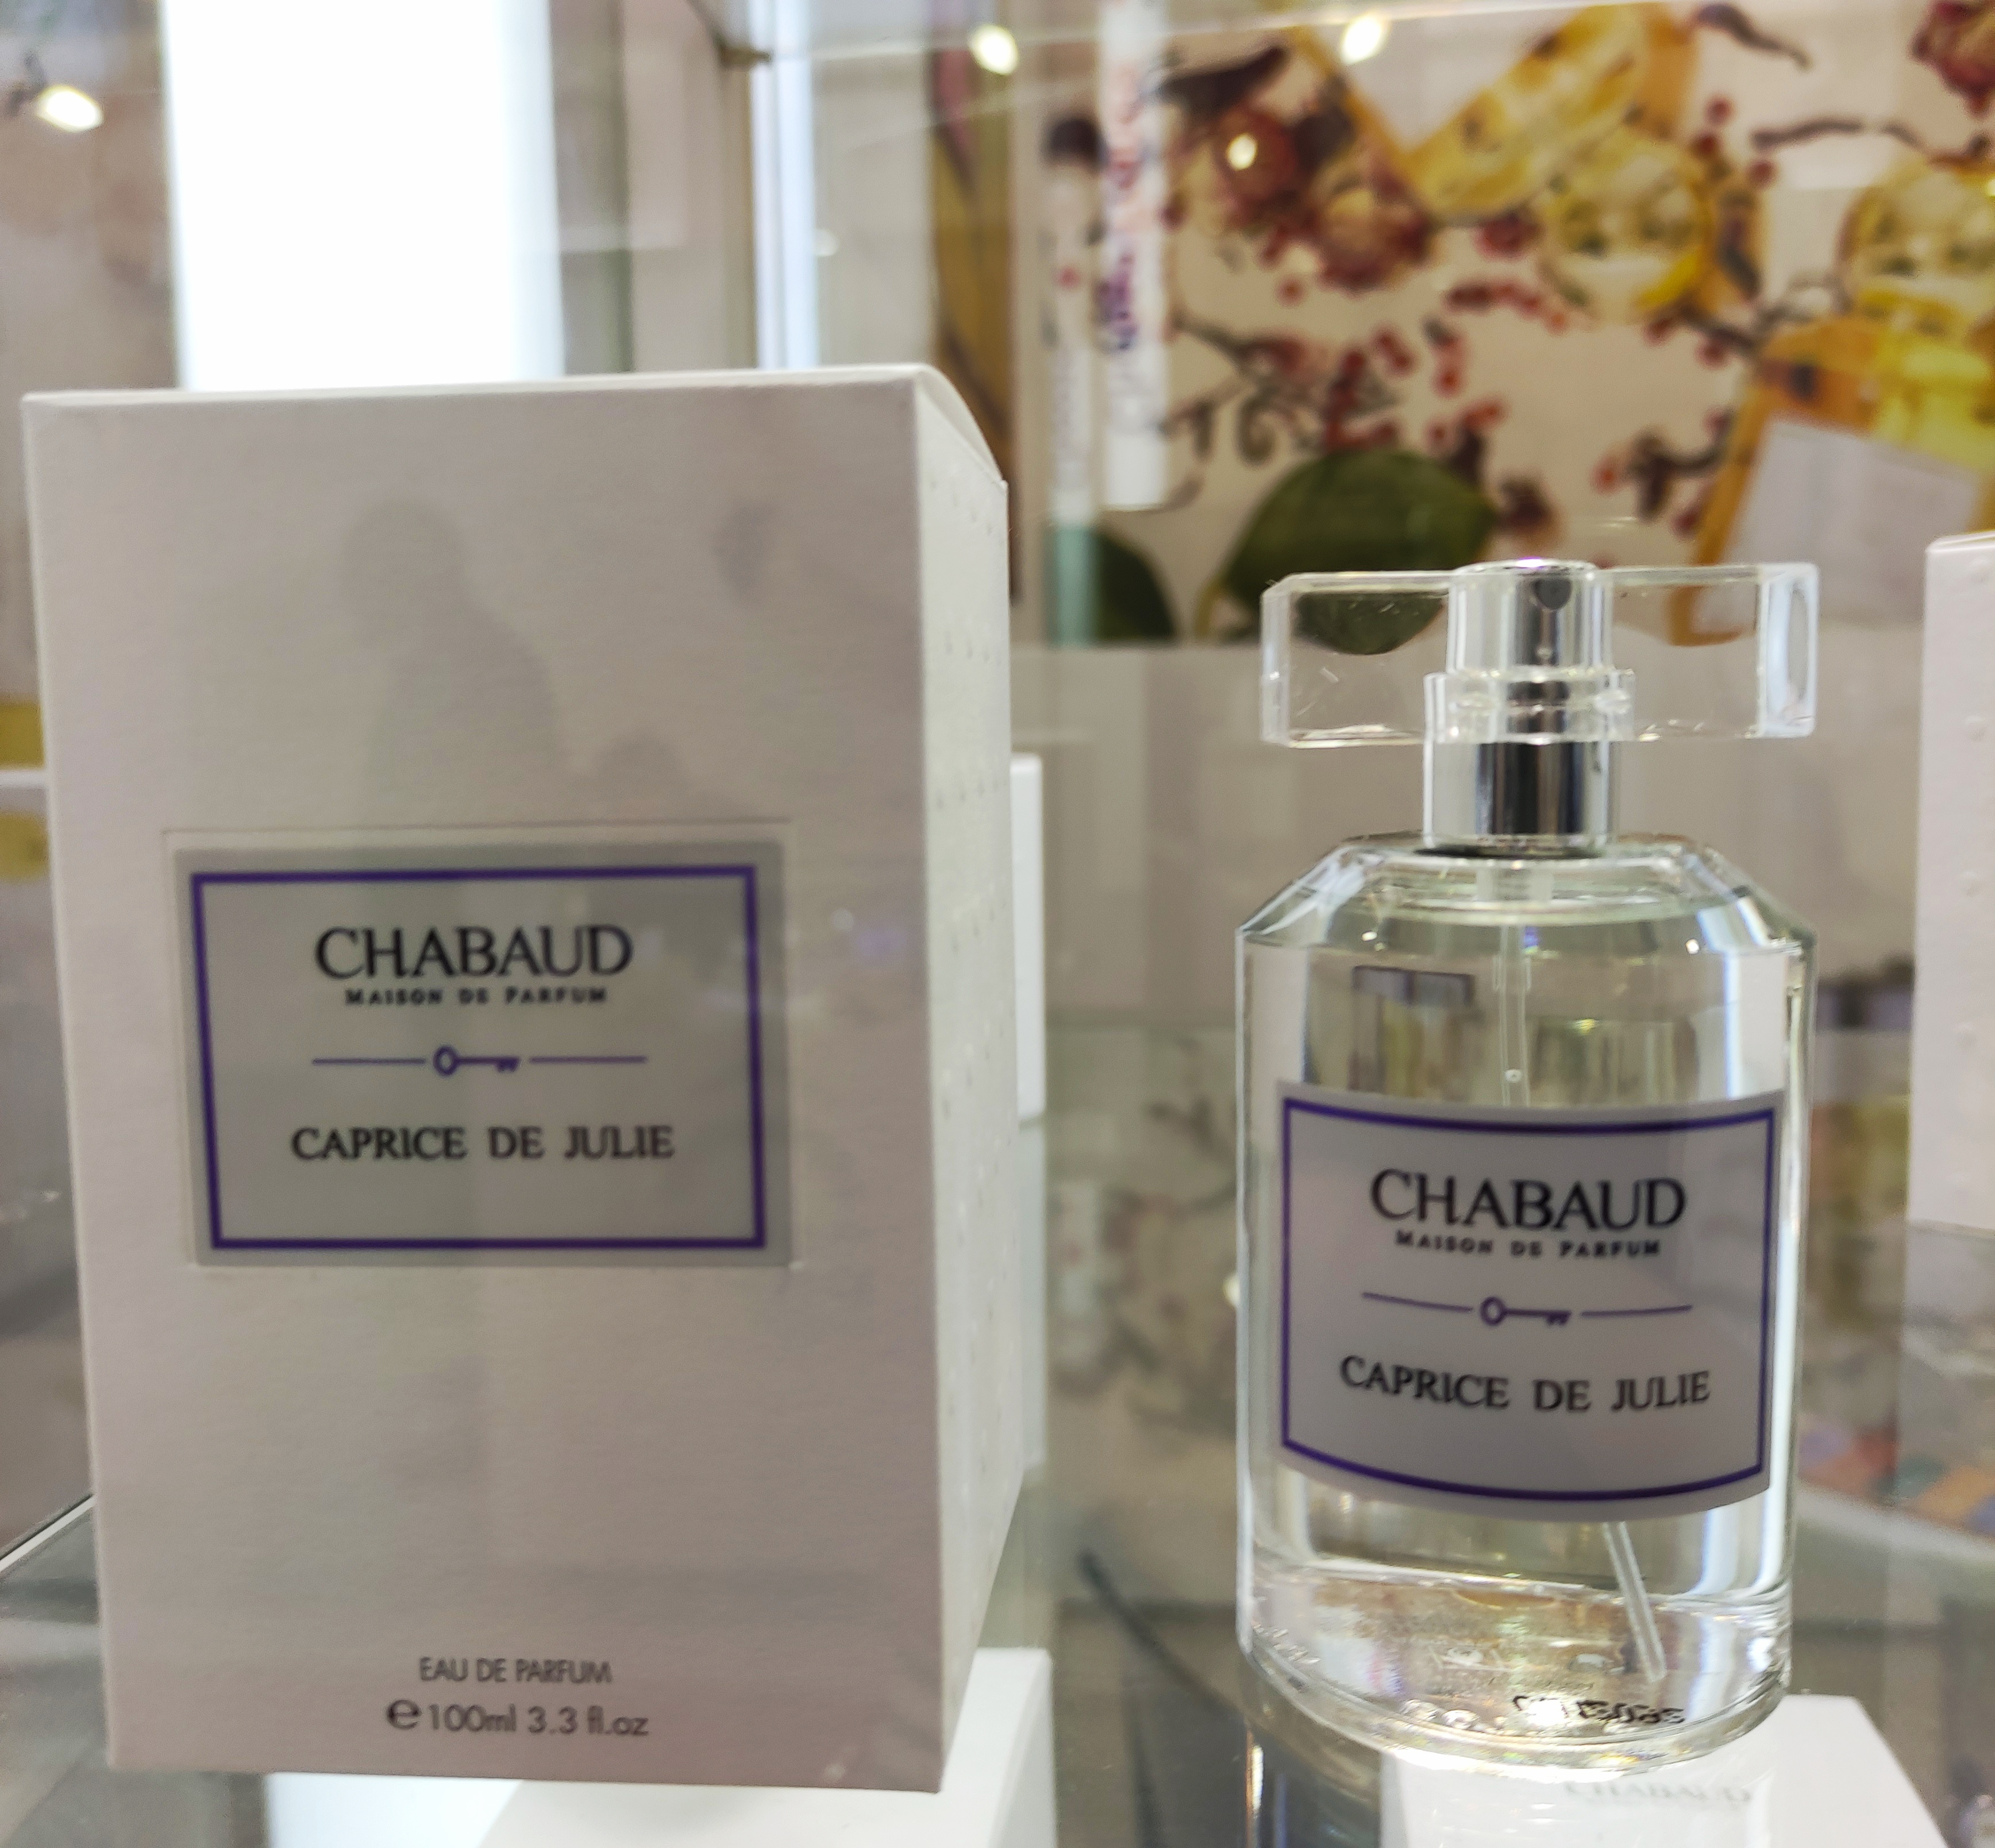 CHABAUD
MAISON DE PARFUM
CAPRICE DE JULIE
EAU DE PARFUM
℮100ml 3.3 fl.oz
CHABAUD
MAISON DE PARFUM
CAPRICE DE JULIE
CHABAUD